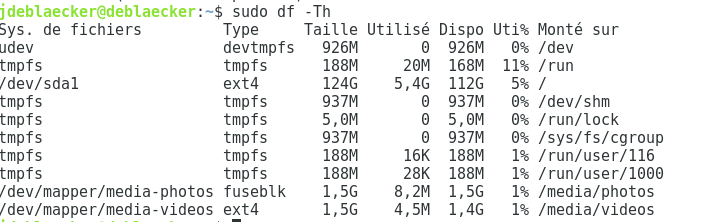 jdeblaecker@deblaecker:~$ sudo df -Th
Sys. de fichiers Type Taille Utilisé Dispo Uti% Monté sur
udev devtmpfs 926M 0 926M 0% /dev
tmpfs tmpfs 188M 20M 168M 11% /run
/dev/sda1 ext4 124G 5,4G 112G 5% /
tmpfs tmpfs 937M 0 937M 0% /dev/shm
tmpfs tmpfs 5,0M 0 5,0M 0% /run/lock
tmpfs tmpfs 937M 0 937M 0% /sys/fs/cgroup
tmpfs tmpfs 188M 16K 188M 1% /run/user/116
tmpfs tmpfs 188M 28K 188M 1% /run/user/1000
/dev/mapper/media-photos fuseblk 1,5G 8,2M 1,5G 1% /media/photos
/dev/mapper/media-videos ext4 1,5G 4,5M 1,4G 1% /media/videos